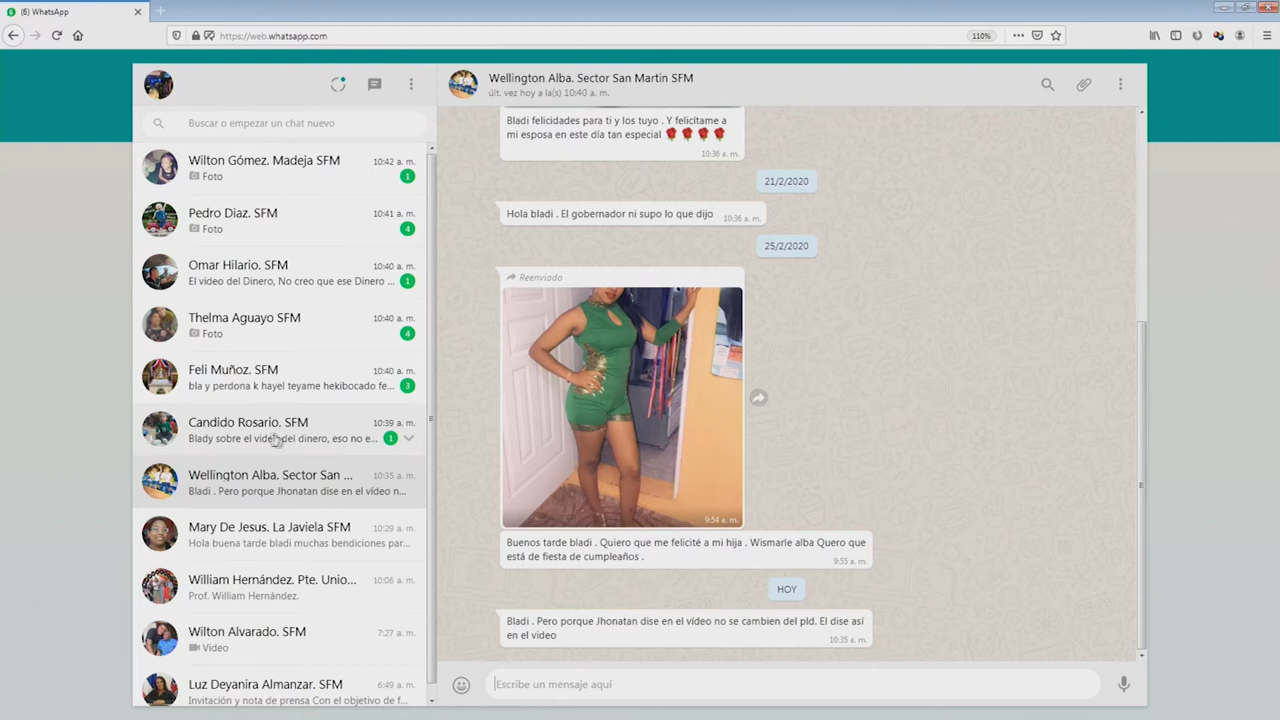 (6) WhatsApp
https://web.whatsapp.com
110%
Buscar o empezar un chat nuevo
Wilton Gómez. Madeja SFM
10:42 a. m.
Foto
1
Pedro Diaz. SFM
10:41 a. m.
Foto
4
Omar Hilario. SFM
10:40 a. m.
El video del Dinero, No creo que ese Dinero ...
1
Thelma Aguayo SFM
10:40 a. m.
Foto
4
Feli Muñoz. SFM
10:40 a. m.
bla y perdona k hayel teyame hekibocado fe...
3
Candido Rosario. SFM
10:39 a. m.
Blady sobre el video del dinero, eso no e...
1
Wellington Alba. Sector San ...
10:35 a. m.
Bladi . Pero porque Jhonatan dise en el vídeo n...
Mary De Jesus. La Javiela SFM
10:29 a. m.
Hola buena tarde bladi muchas bendiciones par...
William Hernández. Pte. Unio...
10:06 a. m.
Prof. William Hernández.
Wilton Alvarado. SFM
7:27 a. m.
Video
Luz Deyanira Almanzar. SFM
6:49 a. m.
Invitación y nota de prensa Con el objetivo de f...
Wellington Alba. Sector San Martin SFM
últ. vez hoy a la(s) 10:40 a. m.
Bladi felicidades para ti y los tuyo . Y felicítame a
mi esposa en este día tan especial 🌹🌹🌹🌹
10:36 a. m.
21/2/2020
Hola bladi . El gobernador ni supo lo que dijo
10:36 a. m.
25/2/2020
Reenviado
9:54 a. m.
Buenos tarde bladi . Quiero que me felicité a mi hija . Wismarle alba Quero que
está de fiesta de cumpleaños .
9:55 a. m.
HOY
Bladi . Pero porque Jhonatan dise en el vídeo no se cambien del pld. El dise así
en el video
10:35 a. m.
Escribe un mensaje aquí